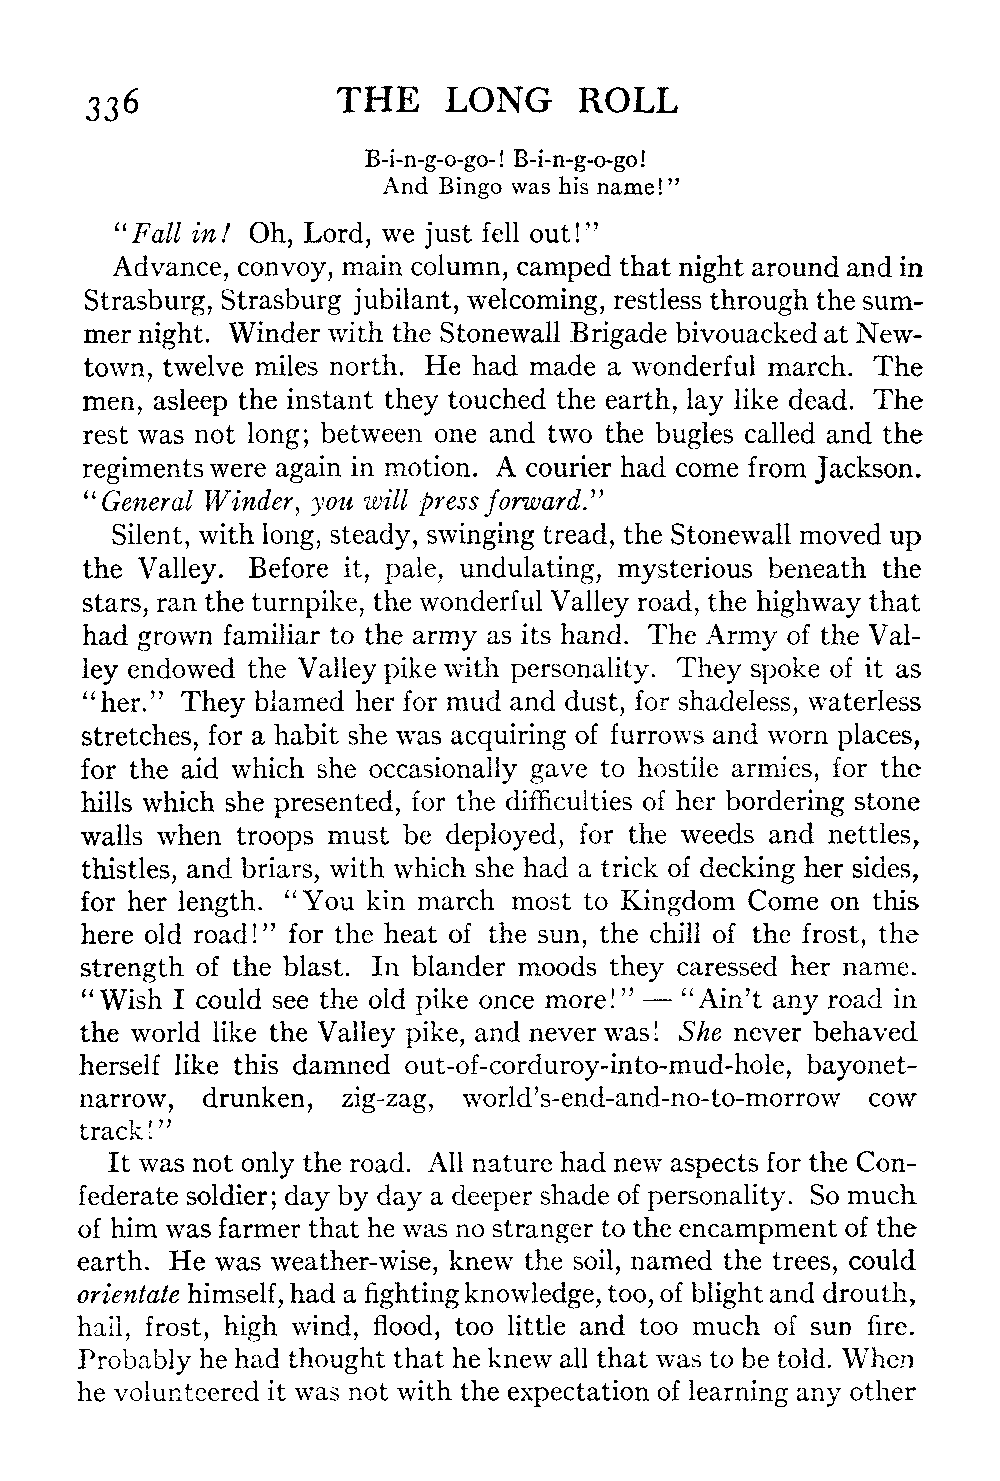 336 THE LONG ROLL
B-i-n-g-o-go-! B-i-n-g-o-go!
And Bingo was his name!”
“Fall in! Oh, Lord, we just fell out!”
Advance, convoy, main column, camped that night around and in
Strasburg, Strasburg jubilant, welcoming, restless through the sum-
mer night. Winder with the Stonewall Brigade bivouacked at New-
town, twelve miles north. He had made a wonderful march. The
men, asleep the instant they touched the earth, lay like dead. The
rest was not long; between one and two the bugles called and the
regiments were again in motion. A courier had come from Jackson.
“General Winder, you will press forward.”
Silent, with long, steady, swinging tread, the Stonewall moved up
the Valley. Before it, pale, undulating, mysterious beneath the
stars, ran the turnpike, the wonderful Valley road, the highway that
had grown familiar to the army as its hand. The Army of the Val-
ley endowed the Valley pike with personality. They spoke of it as
“her.” They blamed her for mud and dust, for shadeless, waterless
stretches, for a habit she was acquiring of furrows and worn places,
for the aid which she occasionally gave to hostile armies, for the
hills which she presented, for the difficulties of her bordering stone
walls when troops must be deployed, for the weeds and nettles,
thistles, and briars, with which she had a trick of decking her sides,
for her length. “You kin march most to Kingdom Come on this
here old road!” for the heat of the sun, the chill of the frost, the
strength of the blast. In blander moods they caressed her name.
“Wish I could see the old pike once more!” — “Ain’t any road in
the world like the Valley pike, and never was! She never behaved
herself like this damned out-of-corduroy-into-mud-hole, bayonet-
narrow, drunken, zig-zag, world’s-end-and-no-to-morrow cow
track!”
It was not only the road. All nature had new aspects for the Con-
federate soldier; day by day a deeper shade of personality. So much
of him was farmer that he was no stranger to the encampment of the
earth. He was weather-wise, knew the soil, named the trees, could
orientate himself, had a fighting knowledge, too, of blight and drouth,
hail, frost, high wind, flood, too little and too much of sun fire.
Probably he had thought that he knew all that was to be told. When
he volunteered it was not with the expectation of learning any other